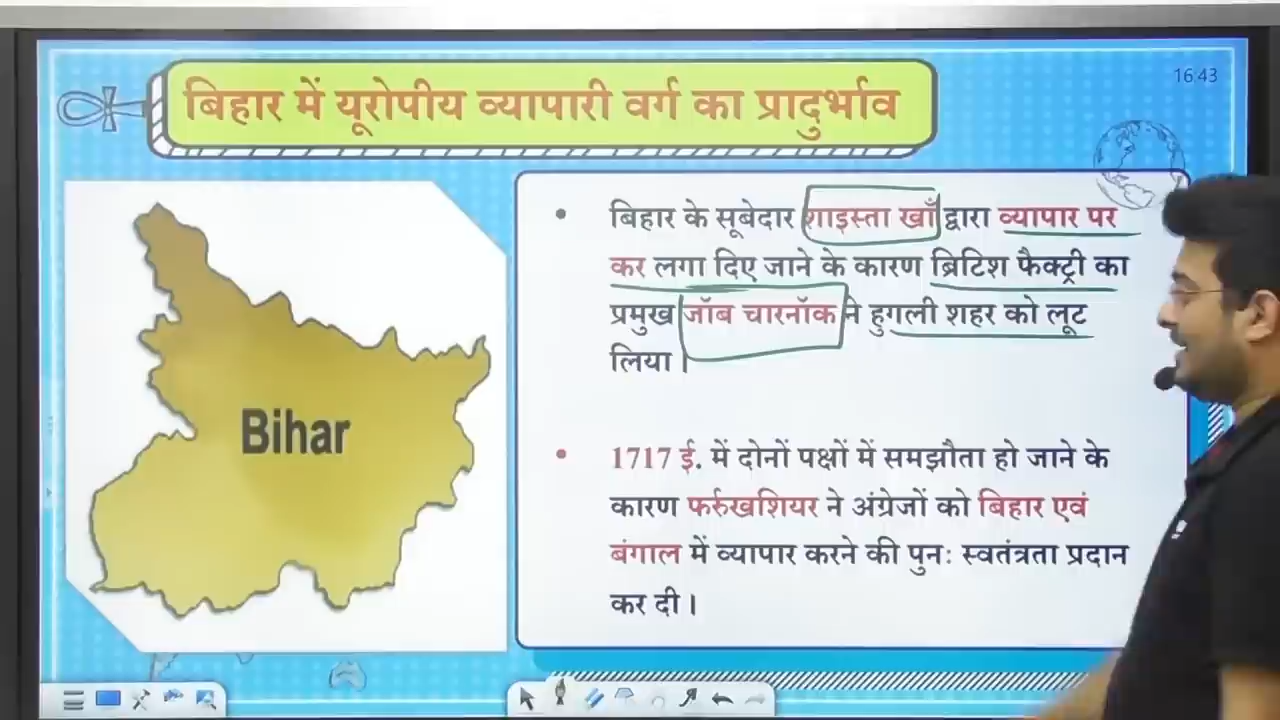 16:43
बिहार में यूरोपीय व्यापारी वर्ग का प्रादुर्भाव
Bihar
• बिहार के सूबेदार शाइस्ता खाँ द्वारा व्यापार पर
कर लगा दिए जाने के कारण ब्रिटिश फैक्ट्री का
प्रमुख जॉब चारनॉक ने हुगली शहर को लूट
लिया।
• 1717 ई. में दोनों पक्षों में समझौता हो जाने के
कारण फर्रुखशियर ने अंग्रेजों को बिहार एवं
बंगाल में व्यापार करने की पुनः स्वतंत्रता प्रदान
कर दी।